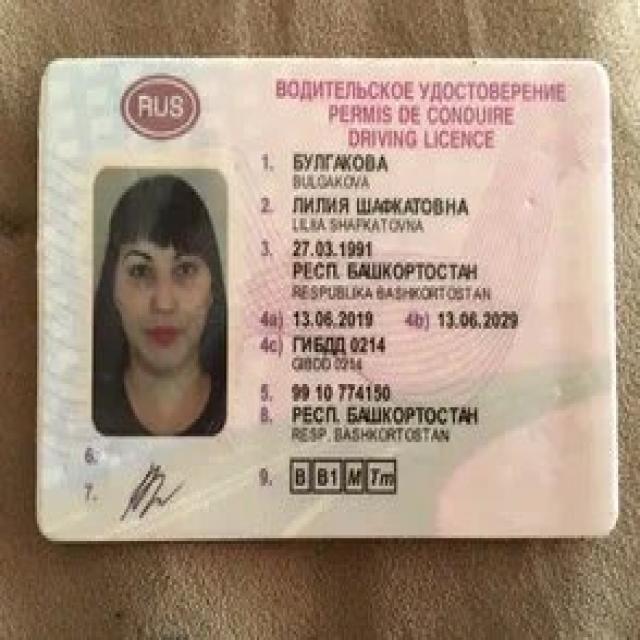 RUS
ВОДИТЕЛЬСКОЕ УДОСТОВЕРЕНИЕ
PERMIS DE CONDUIRE
DRIVING LICENCE
1. БУЛГАКОВА
BULGAKOVA
2. ЛИЛИЯ ШАФКАТОВНА
LILIIA SHAFKATOVNA
3. 27.03.1991
РЕСП. БАШКОРТОСТАН
RESPUBLIKA BASHKORTOSTAN
4a) 13.06.2019 4b) 13.06.2029
4c) ГИБДД 0214
GIBDD 0214
5. 99 10 774150
8. РЕСП. БАШКОРТОСТАН
RESP. BASHKORTOSTAN
6.
7.
9. B B1 M Tm